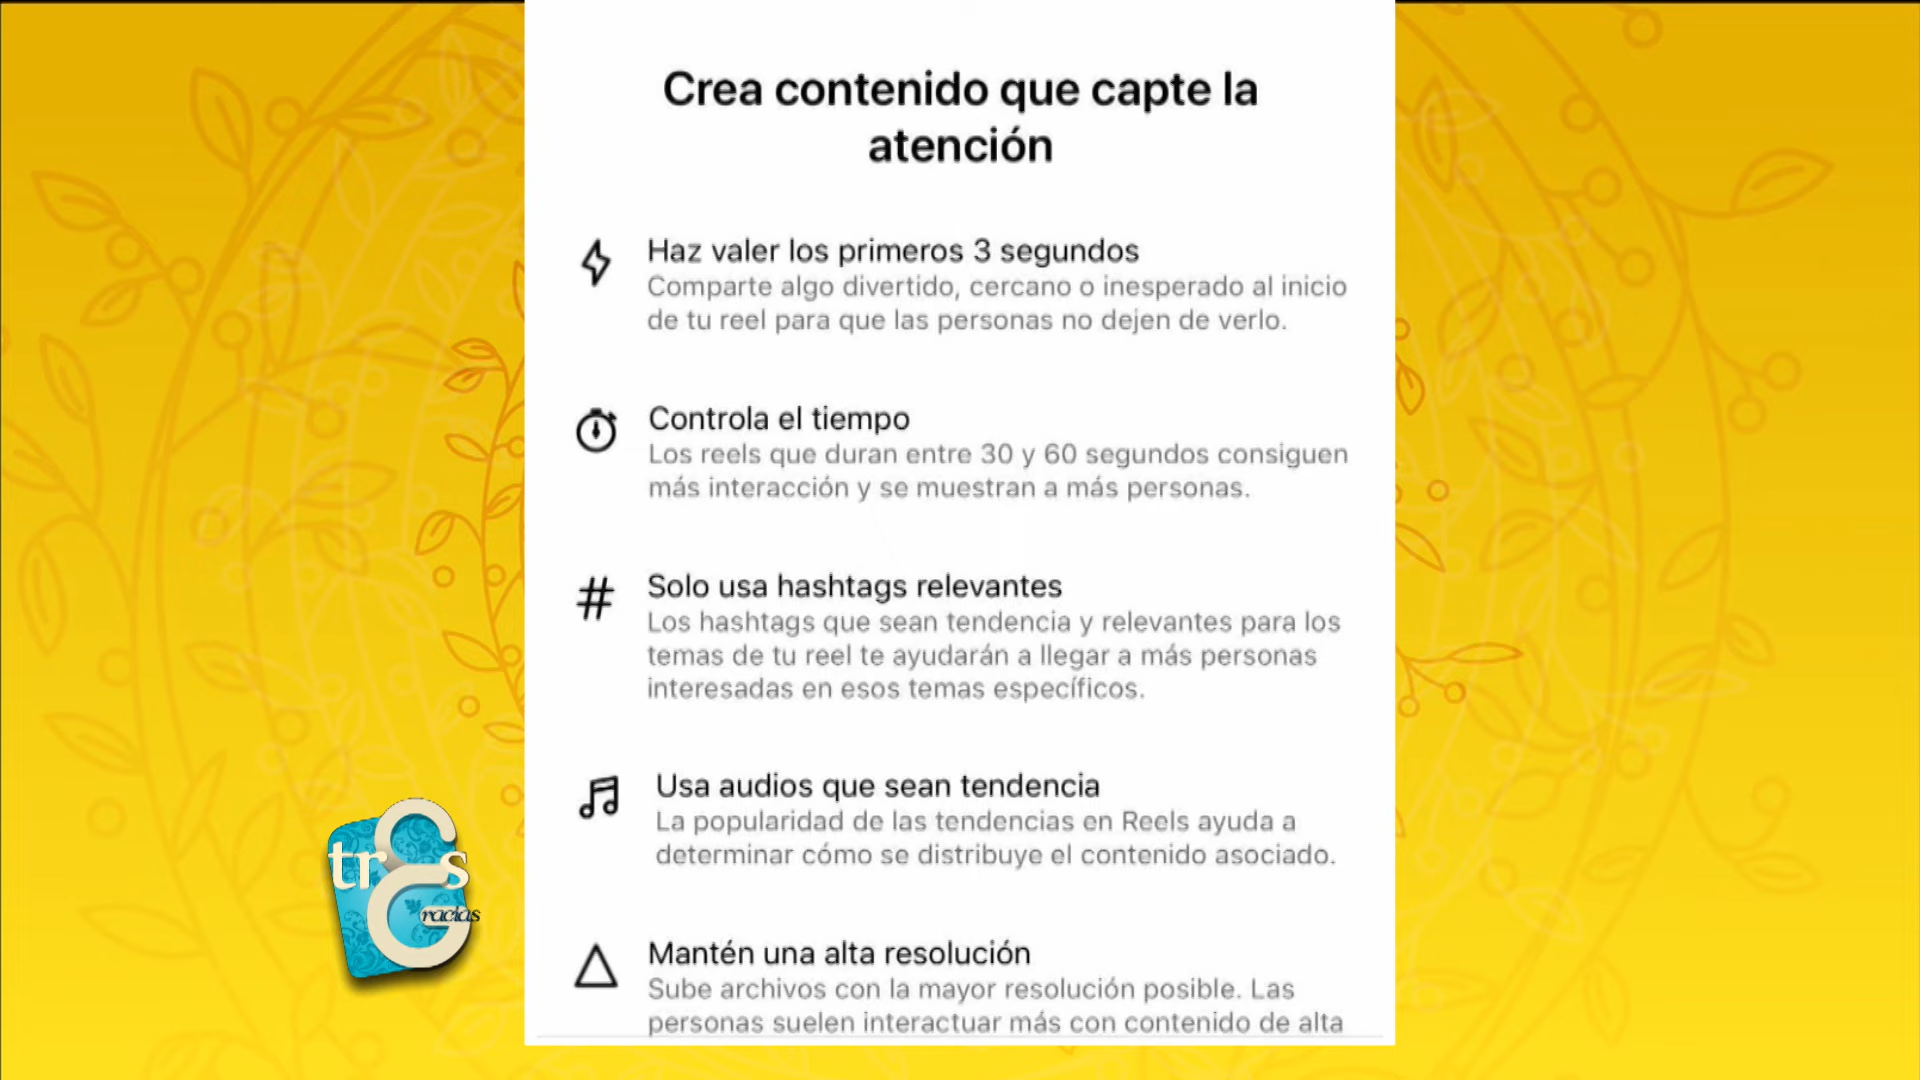 Crea contenido que capte la
atención
Haz valer los primeros 3 segundos
Comparte algo divertido, cercano o inesperado al inicio
de tu reel para que las personas no dejen de verlo.
Controla el tiempo
Los reels que duran entre 30 y 60 segundos consiguen
más interacción y se muestran a más personas.
# Solo usa hashtags relevantes
Los hashtags que sean tendencia y relevantes para los
temas de tu reel te ayudarán a llegar a más personas
interesadas en esos temas específicos.
Usa audios que sean tendencia
La popularidad de las tendencias en Reels ayuda a
determinar cómo se distribuye el contenido asociado.
Mantén una alta resolución
Sube archivos con la mayor resolución posible. Las
personas suelen interactuar más con contenido de alta
tres
Gracias